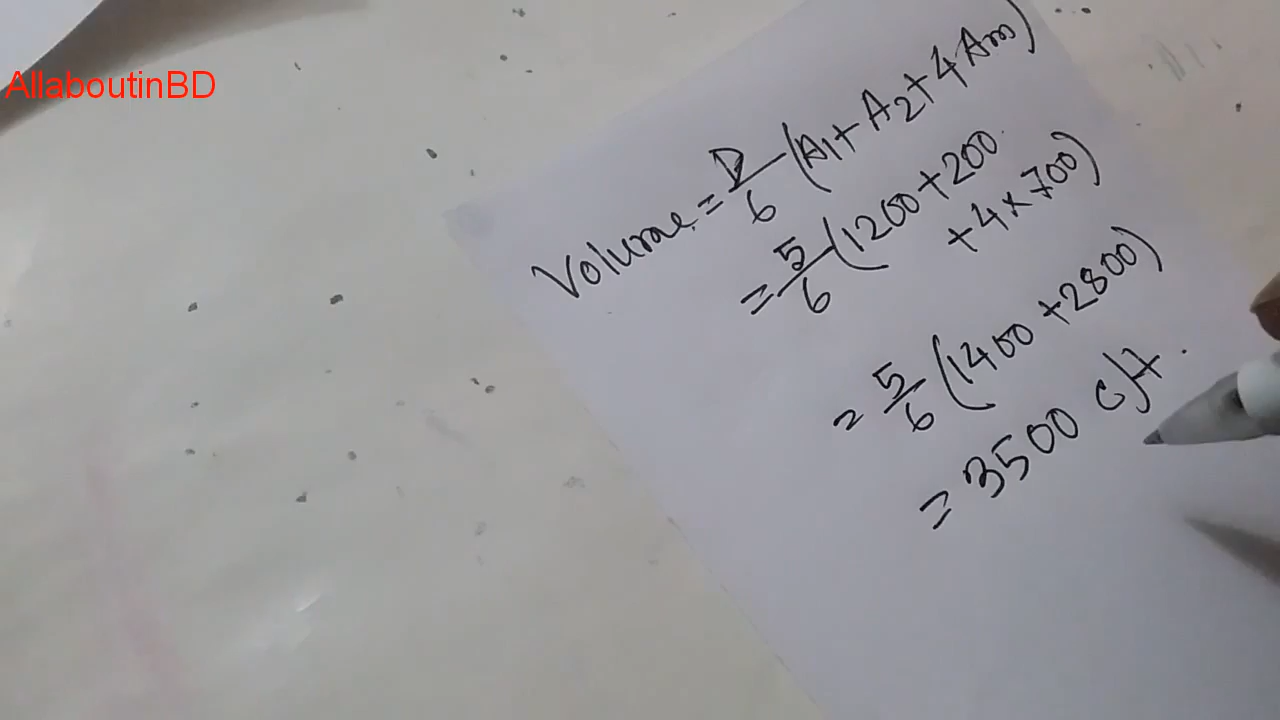 AllaboutinBD
Volume = D/6 (A1 + A2 + 4Am)
= 5/6 (1200 + 200
+ 4 × 700)
= 5/6 (1400 + 2800)
= 3500 cft.